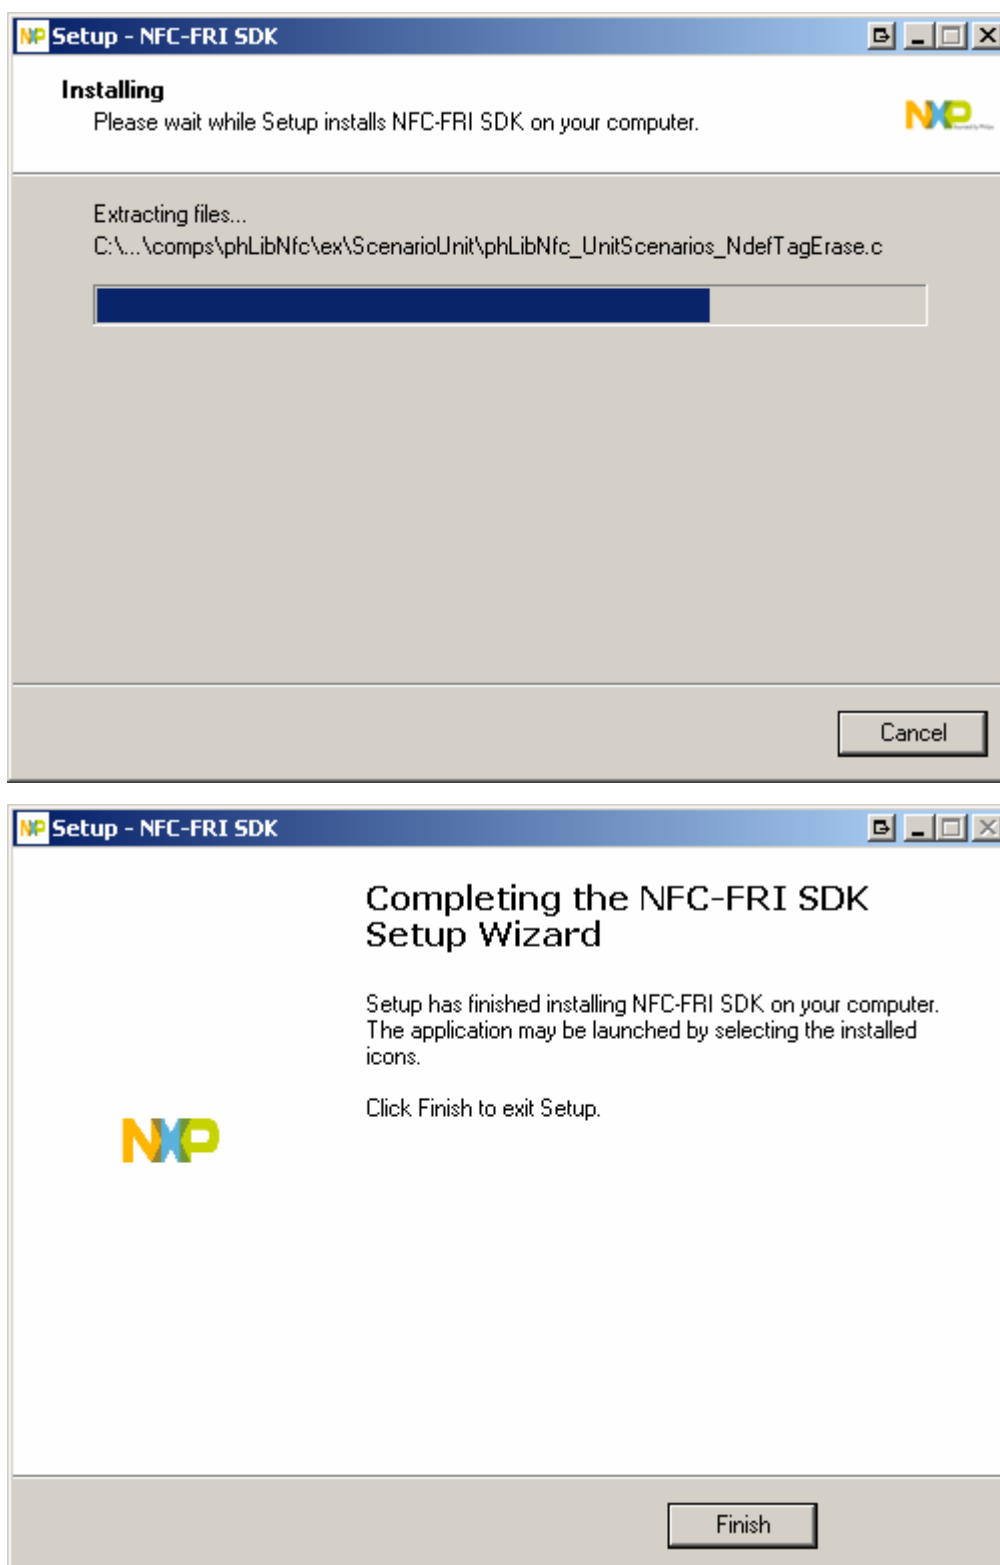 NXP Setup - NFC-FRI SDK
Installing
Please wait while Setup installs NFC-FRI SDK on your computer.
NXP
Extracting files...
C:\...\comps\phLibNfc\ex\ScenarioUnit\phLibNfc_UnitScenarios_NdefTagErase.c
Cancel
NXP Setup - NFC-FRI SDK
Completing the NFC-FRI SDK
Setup Wizard
Setup has finished installing NFC-FRI SDK on your computer.
The application may be launched by selecting the installed
icons.
Click Finish to exit Setup.
NXP
Finish